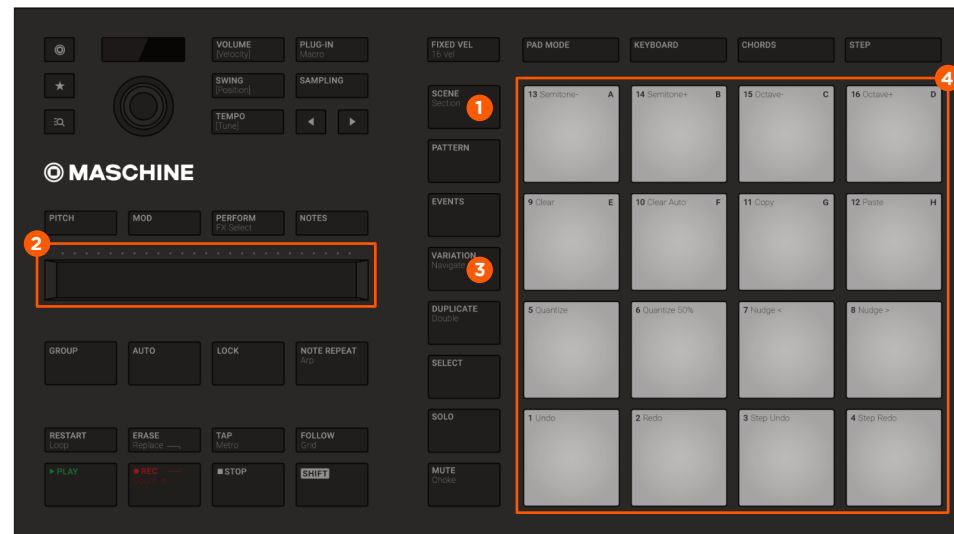 VOLUME
[Velocity]
PLUG-IN
Macro
SWING
[Position]
SAMPLING
TEMPO
[Tune]
MASCHINE
PITCH
MOD
PERFORM
FX Select
NOTES
2
GROUP
AUTO
LOCK
NOTE REPEAT
Arp
RESTART
Loop
ERASE
Replace
TAP
Metro
FOLLOW
Grid
PLAY
REC
STOP
SHIFT
FIXED VEL
16 Vel
SCENE
Section
1
PATTERN
EVENTS
VARIATION
Navigate
3
DUPLICATE
Double
SELECT
SOLO
MUTE
Choke
PAD MODE
KEYBOARD
CHORDS
STEP
4
13 Semitone- A
14 Semitone+ B
15 Octave- C
16 Octave+ D
9 Clear E
10 Clear Auto F
11 Copy G
12 Paste H
5 Quantize
6 Quantize 50%
7 Nudge <
8 Nudge >
1 Undo
2 Redo
3 Step Undo
4 Step Redo